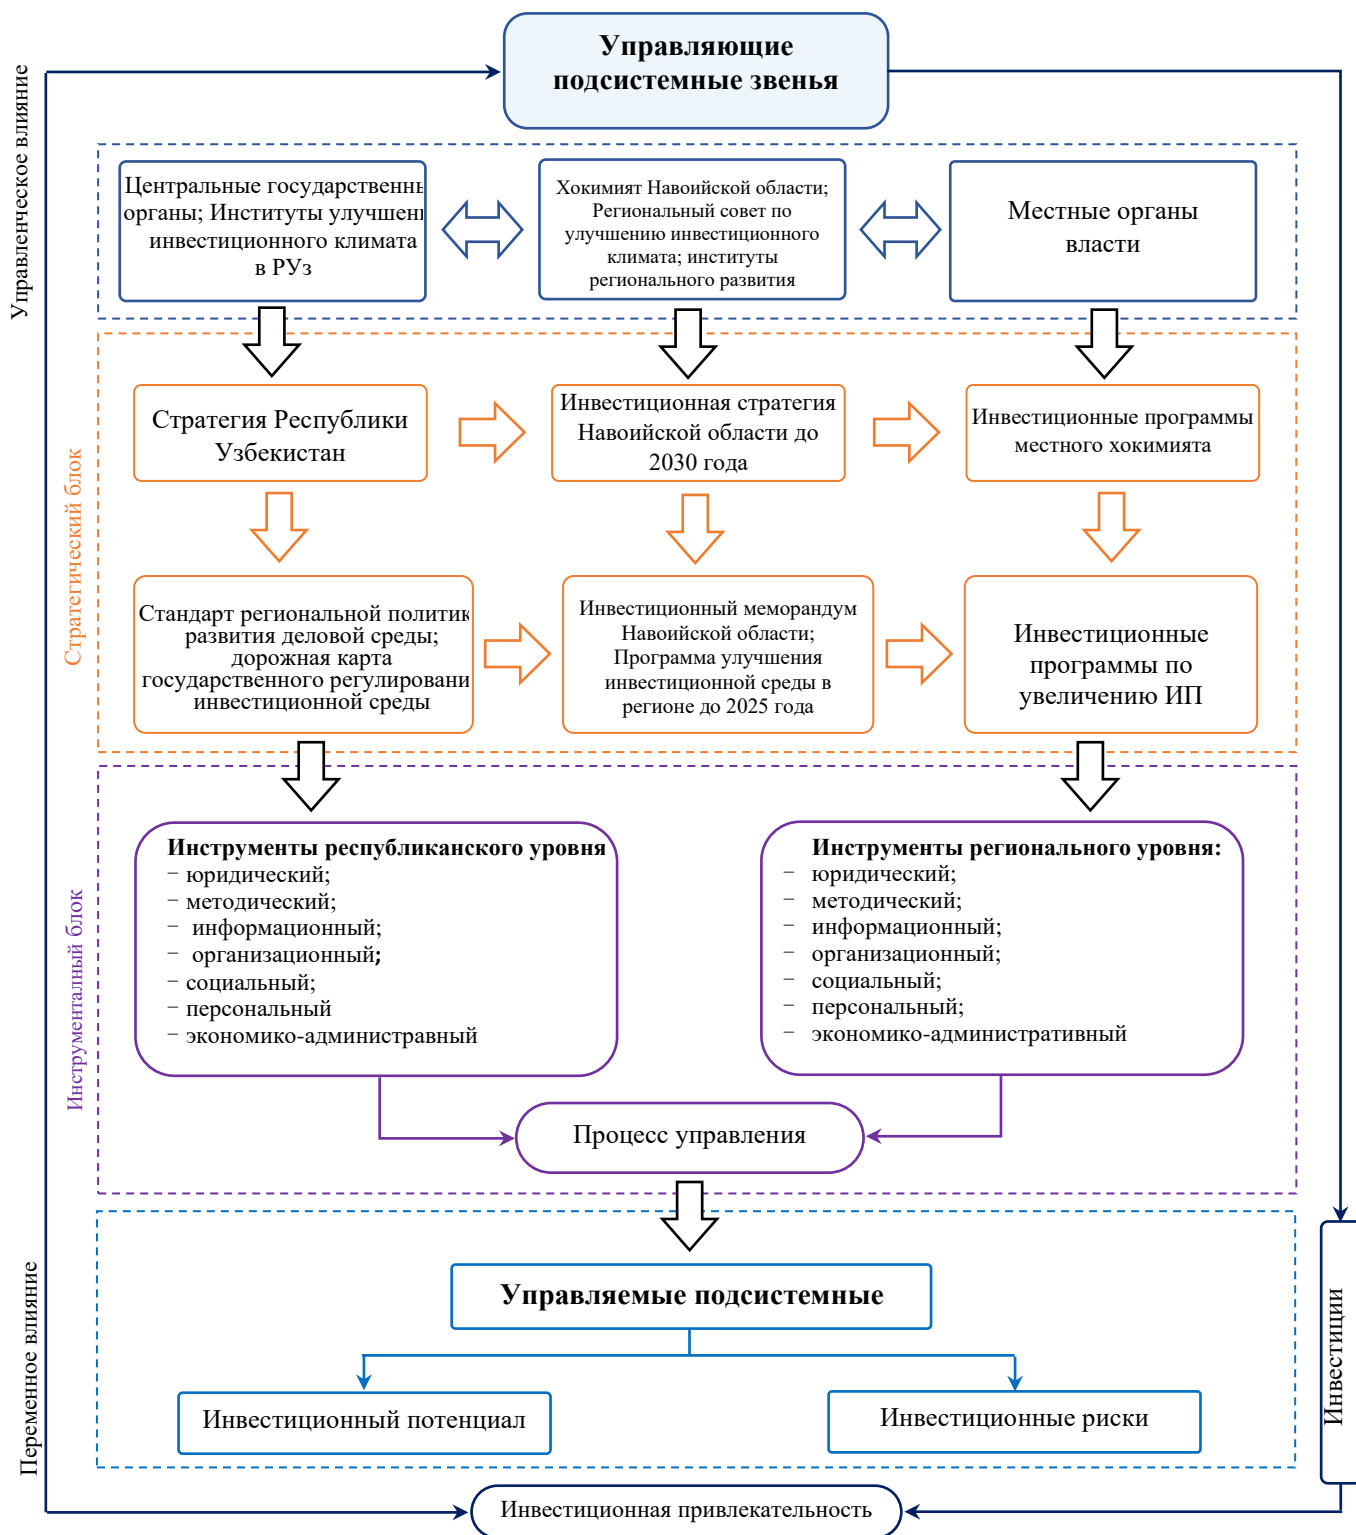 Управляющие
подсистемные звенья
Управленческое влияние
Центральные государственны
органы; Институты улучшени
инвестиционного климата
в РУз
Хокимият Навоийской области;
Региональный совет по
улучшению инвестиционного
климата; институты
регионального развития
Местные органы
власти
Стратегический блок
Стратегия Республики
Узбекистан
Инвестиционная стратегия
Навоийской области до
2030 года
Инвестиционные программы
местного хокимията
Стандарт региональной политик
развития деловой среды;
дорожная карта
государственного регулировани
инвестиционной среды
Инвестиционный меморандум
Навоийской области;
Программа улучшения
инвестиционной среды в
регионе до 2025 года
Инвестиционные
программы по
увеличению ИП
Инструменталный блок
Инструменты республиканского уровня
− юридический;
− методический;
− информационный;
− организационный;
− социальный;
− персональный
− экономико-администравный
Инструменты регионального уровня:
− юридический;
− методический;
− информационный;
− организационный;
− социальный;
− персональный;
− экономико-административный
Процесс управления
Переменное влияние
Управляемые подсистемные
Инвестиционный потенциал
Инвестиционные риски
Инвестиции
Инвестиционная привлекательность